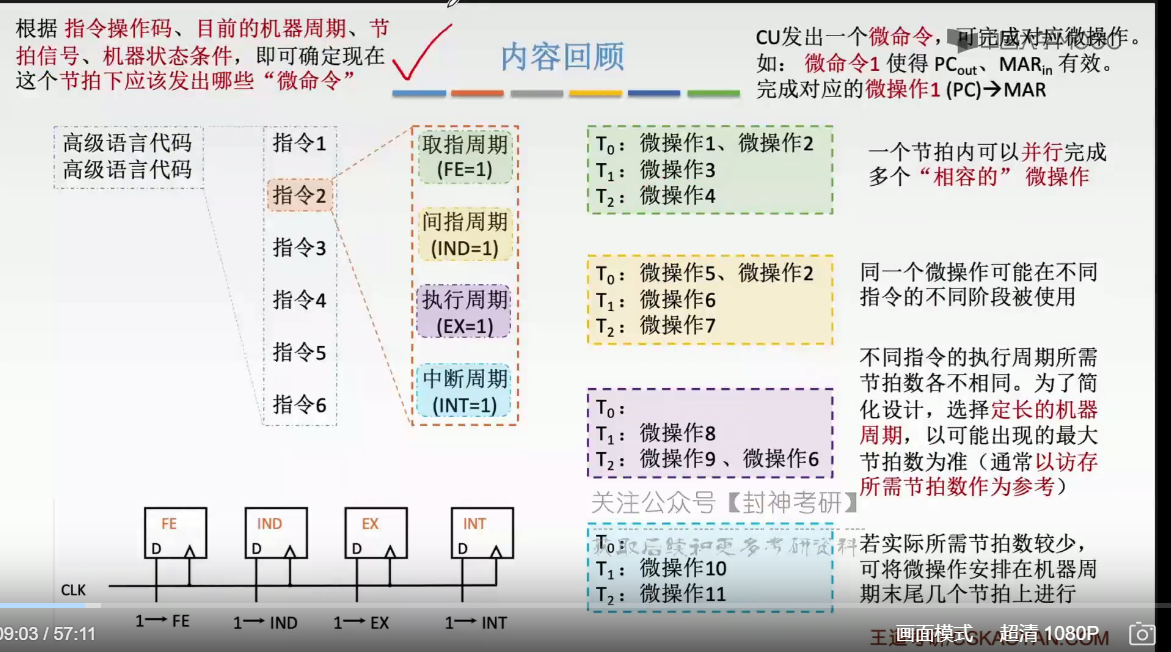 根据 指令操作码、目前的机器周期、节
拍信号、机器状态条件，即可确定现在
这个节拍下应该发出哪些“微命令”
内容回顾
CU发出一个微命令，可完成对应微操作。
如： 微命令1 使得 PCout、MARin 有效。
完成对应的微操作1 (PC)→MAR
高级语言代码
高级语言代码
指令1
指令2
指令3
指令4
指令5
指令6
取指周期
(FE=1)
间指周期
(IND=1)
执行周期
(EX=1)
中断周期
(INT=1)
T0：微操作1、微操作2
T1：微操作3
T2：微操作4
一个节拍内可以并行完成
多个“相容的” 微操作
T0：微操作5、微操作2
T1：微操作6
T2：微操作7
同一个微操作可能在不同
指令的不同阶段被使用
T0：
T1：微操作8
T2：微操作9 、微操作6
不同指令的执行周期所需
节拍数各不相同。为了简
化设计，选择定长的机器
周期，以可能出现的最大
节拍数为准（通常以访存
所需节拍数作为参考）
关注公众号【封神考研】
获取后续和更多考研资料
T0：
T1：微操作10
T2：微操作11
若实际所需节拍数较少，
可将微操作安排在机器周
期末尾几个节拍上进行
FE
D
IND
D
EX
D
INT
D
CLK
1→ FE
1→ IND
1→ EX
1→ INT
09:03 / 57:11
画面模式
超清 1080P